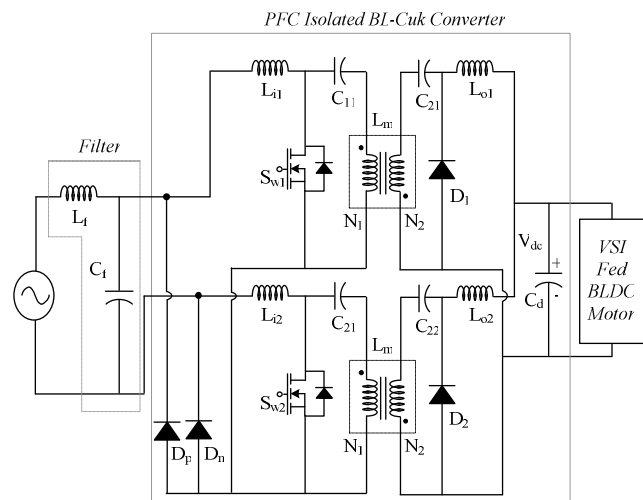 PFC Isolated BL-Cuk Converter
Filter
Li1
C11
C21
Lo1
Lm
Sw1
D1
N1
N2
Lf
Cf
Vdc
+
-
Cd
VSI
Fed
BLDC
Motor
Li2
C21
C22
Lo2
Lm
Sw2
D2
N1
N2
Dp
Dn